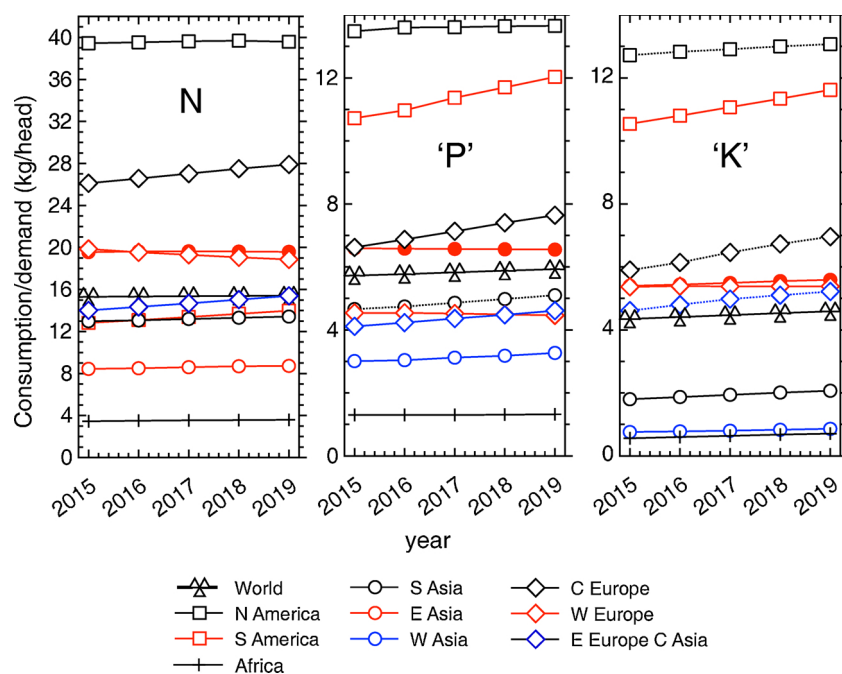 N
'P'
'K'
Consumption/demand (kg/head)
40
36
32
28
24
20
16
12
8
4
0
12
8
4
0
12
8
4
0
2015 2016 2017 2018 2019
2015 2016 2017 2018 2019
2015 2016 2017 2018 2019
year
World
S Asia
C Europe
N America
E Asia
W Europe
S America
W Asia
E Europe C Asia
Africa